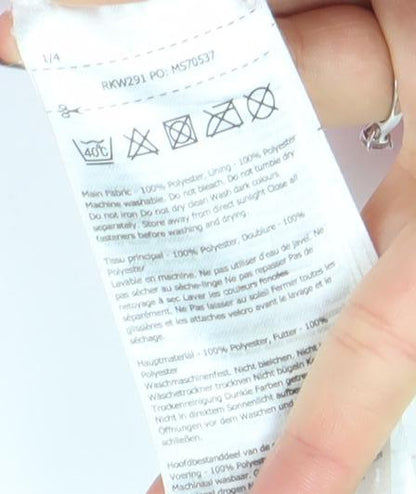 1/4
RKW291 PO: MS70537
40°C
Main Fabric - 100% Polyester, Lining - 100% Polyester
Machine washable. Do not bleach. Do not tumble dry
Do not iron Do not dry clean Wash dark colours
separately. Store away from direct sunlight Close all
fasteners before washing and drying.
Tissu principal - 100% Polyester, Doublure - 100%
Polyester
Lavable en machine. Ne pas utiliser d'eau de javel. Ne
pas sécher au sèche-linge Ne pas repasser Pas de
nettoyage à sec Laver les couleurs foncées
séparément. Ne pas laisser au soleil Fermer toutes les
glissières et les attaches velcro avant le lavage et le
séchage.
Hauptmaterial - 100% Polyester, Futter - 100%
Polyester
Waschmaschinenfest. Nicht bleichen. Nicht
Wäschetrockner trocknen Nicht bügeln
Trockenreinigung Dunkle Farben
Nicht in direktem Sonnenlicht
Öffnungen vor dem Waschen und
schließen.
Hoofdbestanddeel van de
Voering - 100% Polyester
Machinaal wasbaar.
drogen